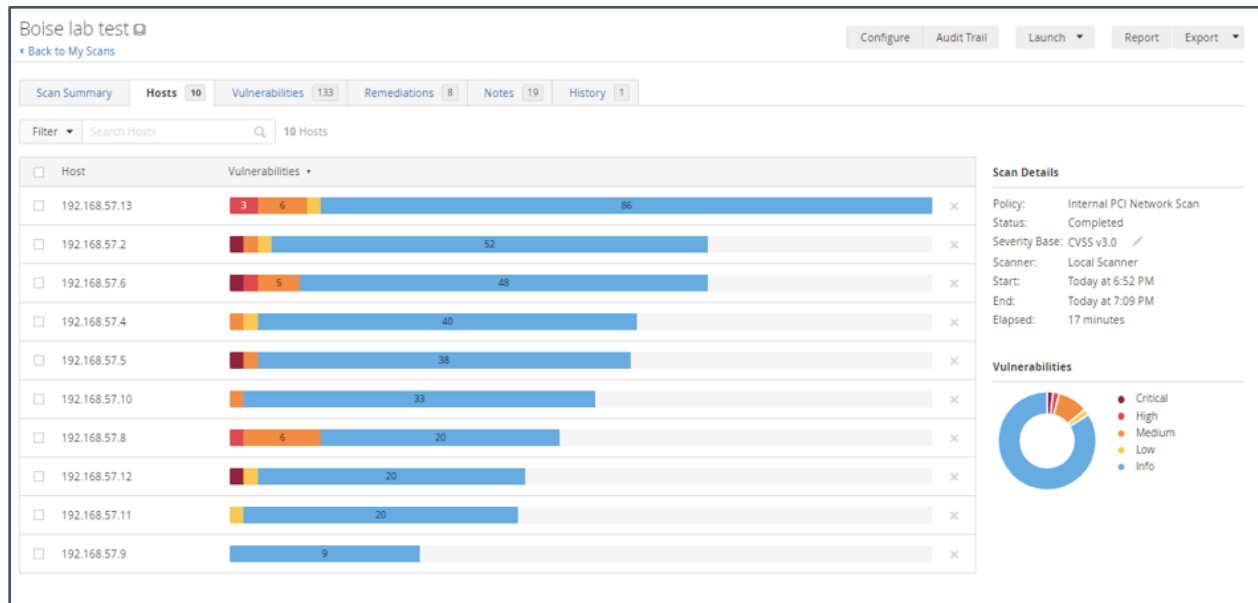 Boise lab test
Back to My Scans
Configure Audit Trail Launch Report Export
Scan Summary Hosts 10 Vulnerabilities 133 Remediations 8 Notes 19 History 1
Filter Search Hosts 10 Hosts
Host Vulnerabilities
192.168.57.13 3 6 86
192.168.57.2 52
192.168.57.6 5 48
192.168.57.4 40
192.168.57.5 38
192.168.57.10 33
192.168.57.8 6 20
192.168.57.12 20
192.168.57.11 20
192.168.57.9 9
Scan Details
Policy: Internal PCI Network Scan
Status: Completed
Severity Base: CVSS v3.0
Scanner: Local Scanner
Start: Today at 6:52 PM
End: Today at 7:09 PM
Elapsed: 17 minutes
Vulnerabilities
Critical
High
Medium
Low
Info